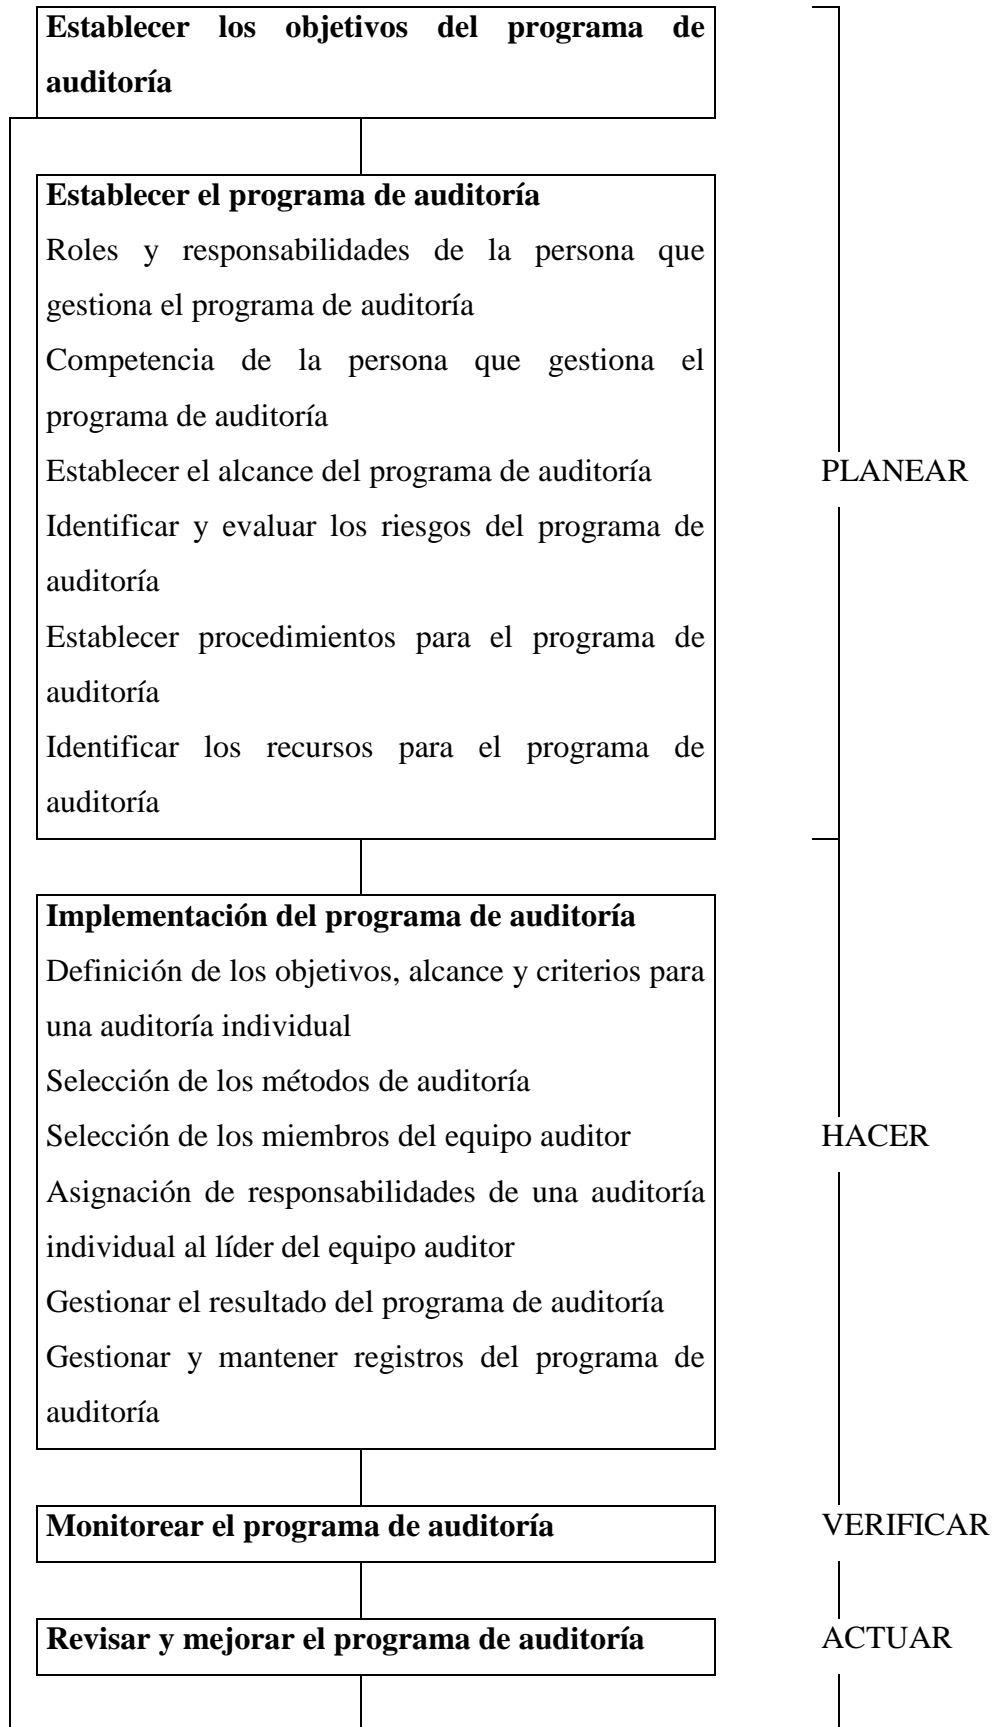 Establecer los objetivos del programa de
auditoría
Establecer el programa de auditoría
Roles y responsabilidades de la persona que
gestiona el programa de auditoría
Competencia de la persona que gestiona el
programa de auditoría
Establecer el alcance del programa de auditoría
Identificar y evaluar los riesgos del programa de
auditoría
Establecer procedimientos para el programa de
auditoría
Identificar los recursos para el programa de
auditoría
PLANEAR
Implementación del programa de auditoría
Definición de los objetivos, alcance y criterios para
una auditoría individual
Selección de los métodos de auditoría
Selección de los miembros del equipo auditor
Asignación de responsabilidades de una auditoría
individual al líder del equipo auditor
Gestionar el resultado del programa de auditoría
Gestionar y mantener registros del programa de
auditoría
HACER
Monitorear el programa de auditoría
VERIFICAR
Revisar y mejorar el programa de auditoría
ACTUAR